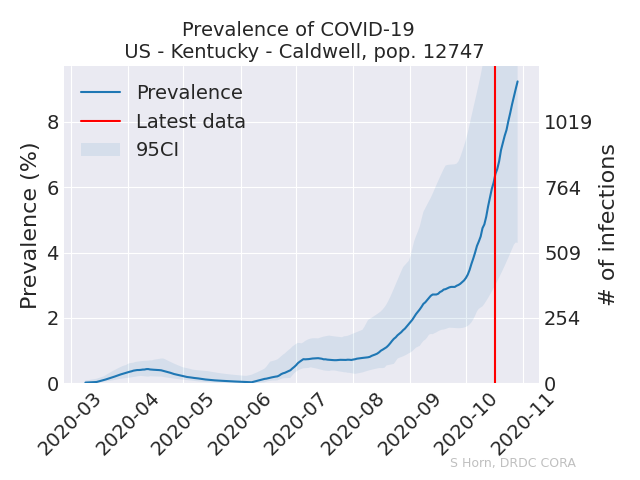 Prevalence of COVID-19
US - Kentucky - Caldwell, pop. 12747
Prevalence
Latest data
95CI
Prevalence (%)
8
6
4
2
0
1019
764
509
254
0
# of infections
2020-03
2020-04
2020-05
2020-06
2020-07
2020-08
2020-09
2020-10
2020-11
S Horn, DRDC CORA